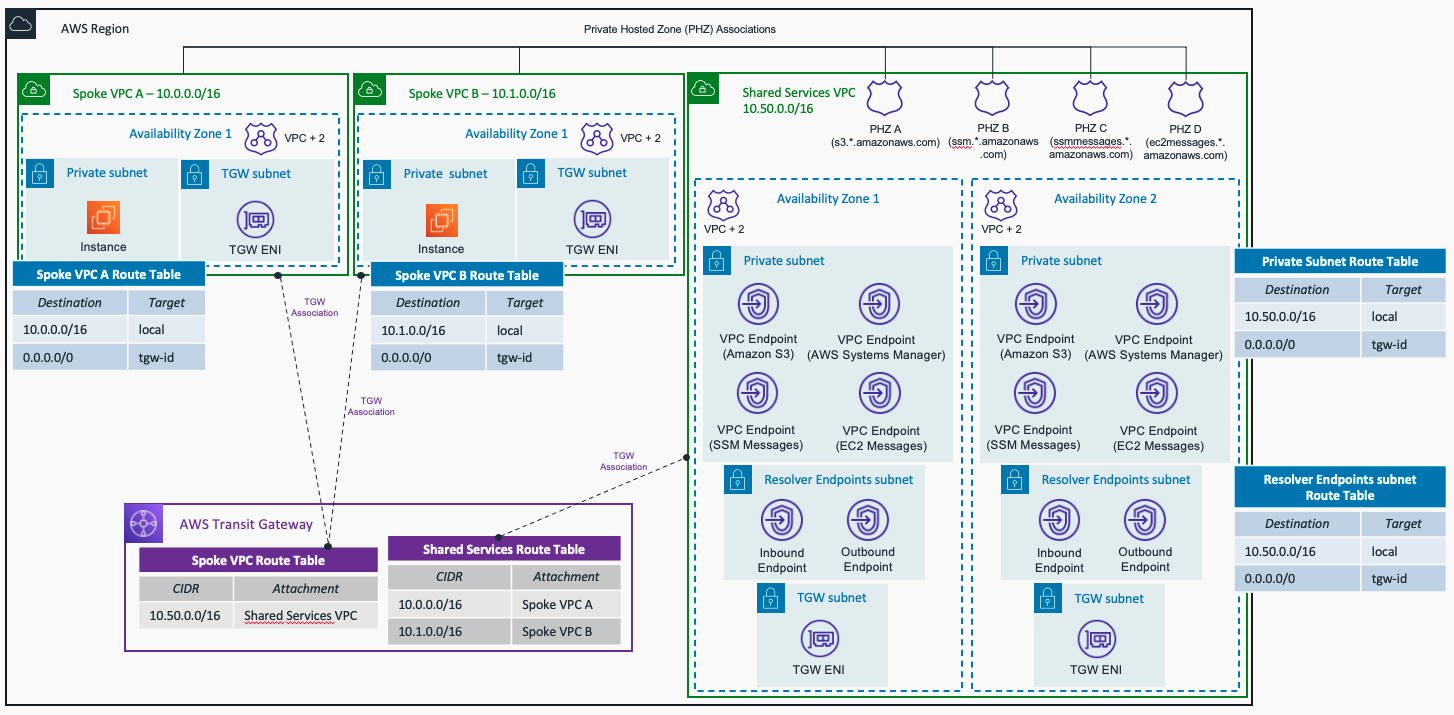 AWS Region
Private Hosted Zone (PHZ) Associations
Spoke VPC A – 10.0.0.0/16
Availability Zone 1
VPC + 2
Private subnet
TGW subnet
Instance
TGW ENI
Spoke VPC A Route Table
Destination Target
10.0.0.0/16 local
0.0.0.0/0 tgw-id
Spoke VPC B – 10.1.0.0/16
Availability Zone 1
VPC + 2
Private subnet
TGW subnet
Instance
TGW ENI
Spoke VPC B Route Table
Destination Target
10.1.0.0/16 local
0.0.0.0/0 tgw-id
TGW
Association
TGW
Association
TGW
Association
AWS Transit Gateway
Spoke VPC Route Table
CIDR Attachment
10.50.0.0/16 Shared Services VPC
Shared Services Route Table
CIDR Attachment
10.0.0.0/16 Spoke VPC A
10.1.0.0/16 Spoke VPC B
Shared Services VPC
10.50.0.0/16
PHZ A
(s3.*.amazonaws.com)
PHZ B
(ssm.*.amazonaws
.com)
PHZ C
(ssmmessages.*.
amazonaws.com)
PHZ D
(ec2messages.*.
amazonaws.com)
Availability Zone 1
VPC + 2
Private subnet
VPC Endpoint
(Amazon S3)
VPC Endpoint
(AWS Systems Manager)
VPC Endpoint
(SSM Messages)
VPC Endpoint
(EC2 Messages)
Resolver Endpoints subnet
Inbound
Endpoint
Outbound
Endpoint
TGW subnet
TGW ENI
Availability Zone 2
VPC + 2
Private subnet
VPC Endpoint
(Amazon S3)
VPC Endpoint
(AWS Systems Manager)
VPC Endpoint
(SSM Messages)
VPC Endpoint
(EC2 Messages)
Resolver Endpoints subnet
Inbound
Endpoint
Outbound
Endpoint
TGW subnet
TGW ENI
Private Subnet Route Table
Destination Target
10.50.0.0/16 local
0.0.0.0/0 tgw-id
Resolver Endpoints subnet
Route Table
Destination Target
10.50.0.0/16 local
0.0.0.0/0 tgw-id